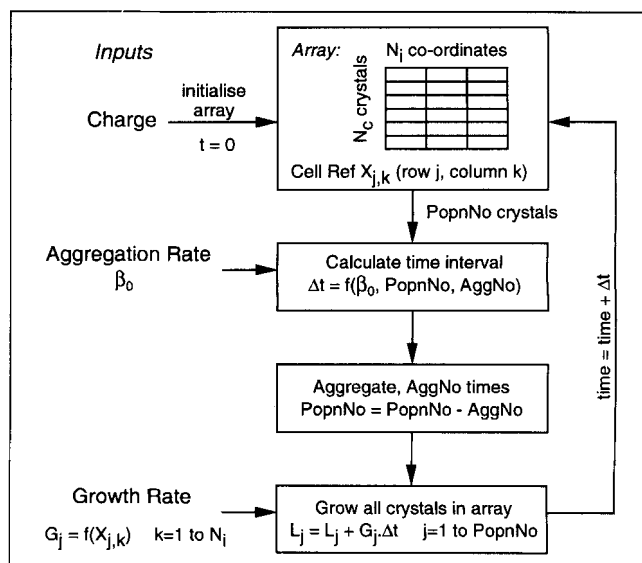 Inputs
Array:
N_i co-ordinates
N_c crystals
initialise
array
Charge
t = 0
Cell Ref X_{j,k} (row j, column k)
PopnNo crystals
Aggregation Rate
β_0
Calculate time interval
Δt = f(β_0, PopnNo, AggNo)
Aggregate, AggNo times
PopnNo = PopnNo - AggNo
time = time + Δt
Growth Rate
G_j = f(X_{j,k}) k=1 to N_i
Grow all crystals in array
L_j = L_j + G_j.Δt j=1 to PopnNo